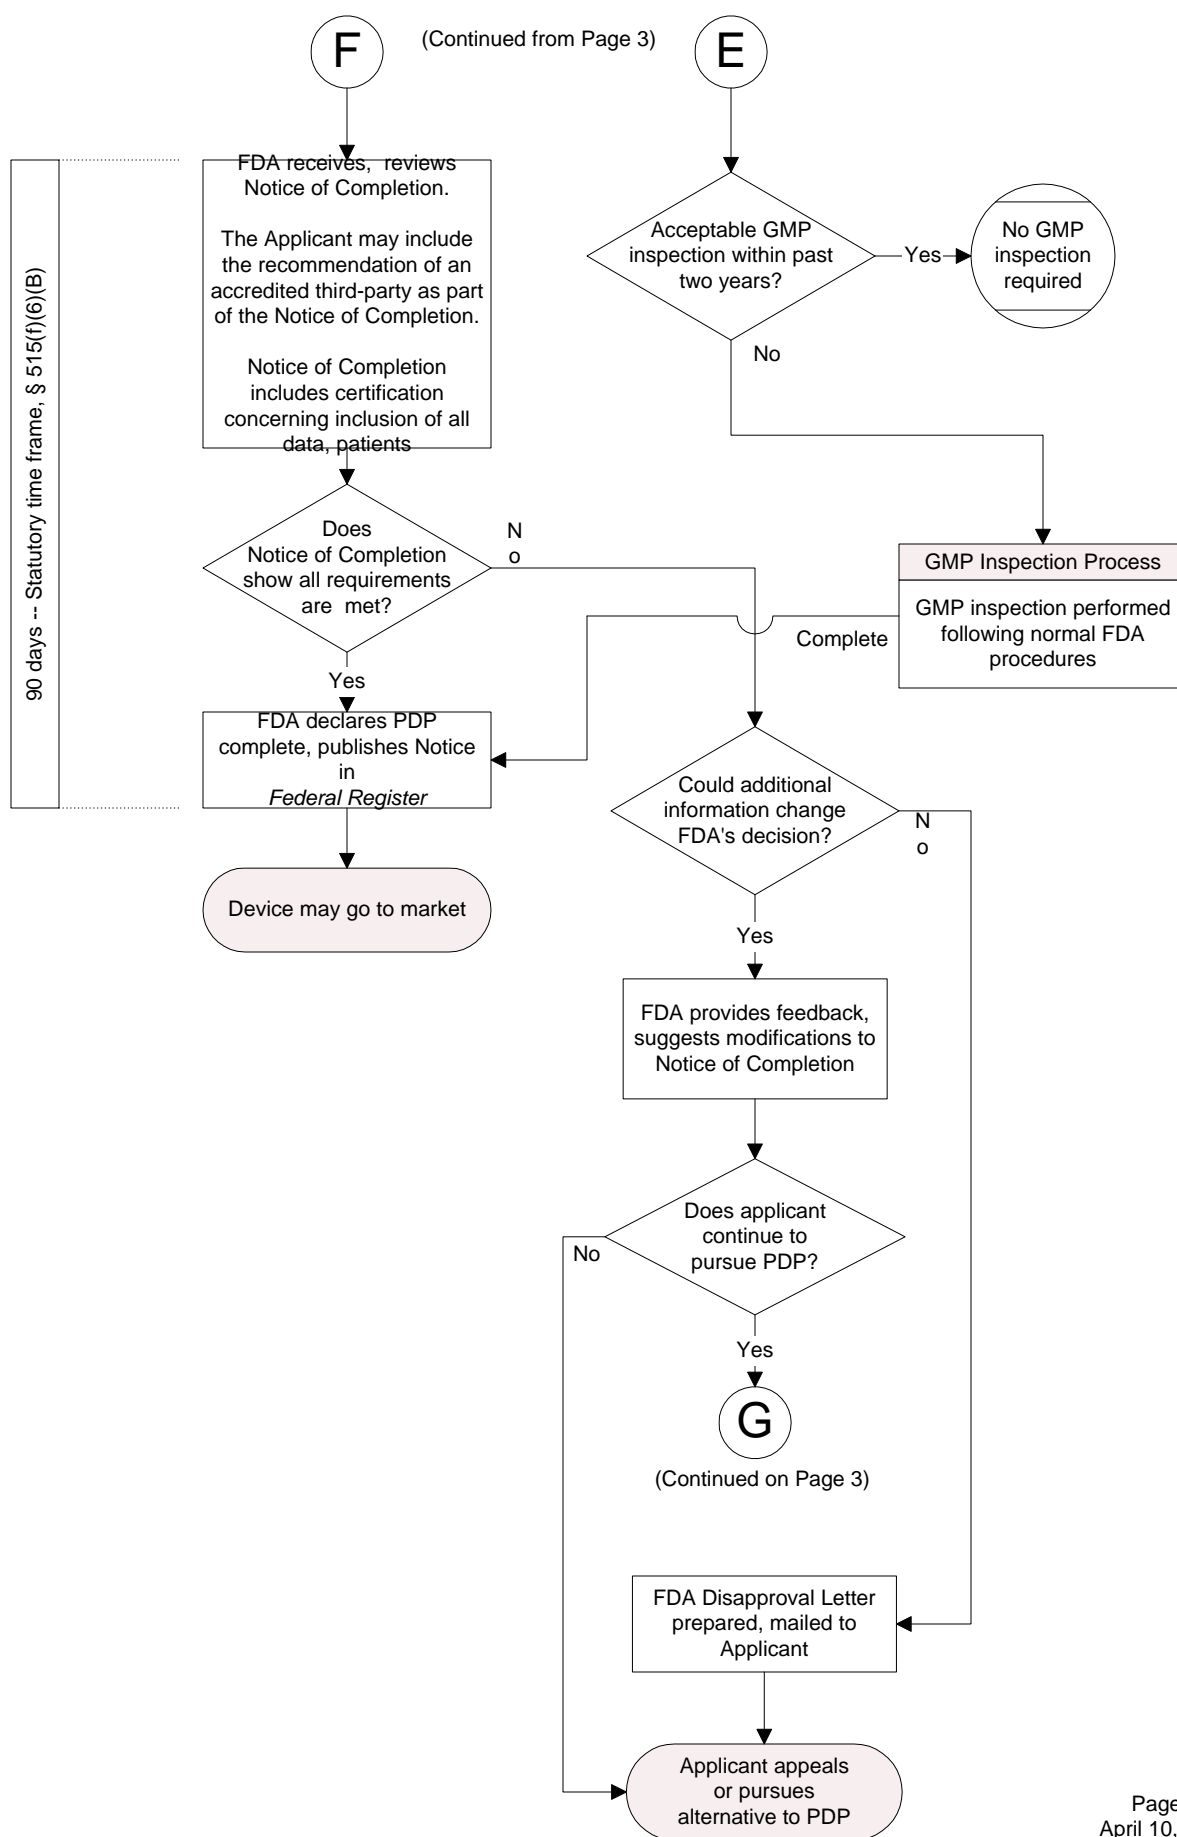 F
(Continued from Page 3)
E
FDA receives, reviews
Notice of Completion.
The Applicant may include
the recommendation of an
accredited third-party as part
of the Notice of Completion.
Notice of Completion
includes certification
concerning inclusion of all
data, patients
Acceptable GMP
inspection within past
two years?
Yes
No GMP
inspection
required
No
90 days -- Statutory time frame, § 515(f)(6)(B)
Does
Notice of Completion
show all requirements
are met?
N
o
GMP Inspection Process
GMP inspection performed
following normal FDA
procedures
Complete
Yes
FDA declares PDP
complete, publishes Notice
in
Federal Register
Could additional
information change
FDA's decision?
N
o
Device may go to market
Yes
FDA provides feedback,
suggests modifications to
Notice of Completion
Does applicant
continue to
pursue PDP?
No
Yes
G
(Continued on Page 3)
FDA Disapproval Letter
prepared, mailed to
Applicant
Applicant appeals
or pursues
alternative to PDP
Page
April 10,